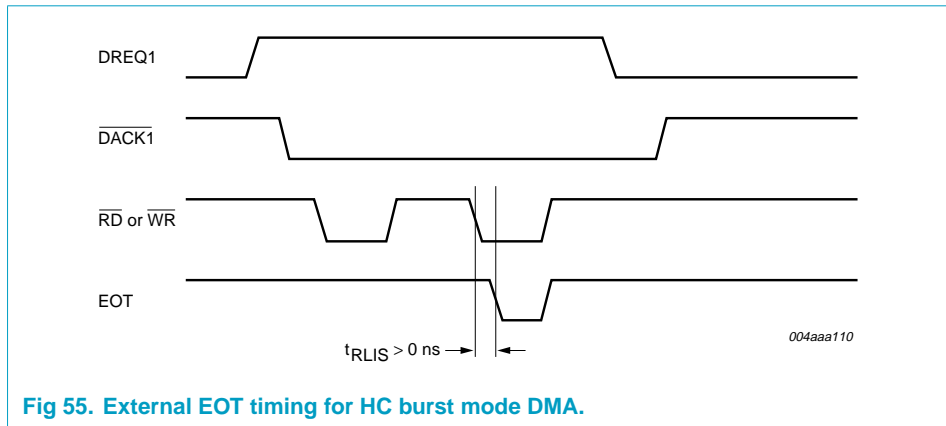 DREQ1
DACK1
RD or WR
EOT
tRLIS > 0 ns
004aaa110
Fig 55. External EOT timing for HC burst mode DMA.